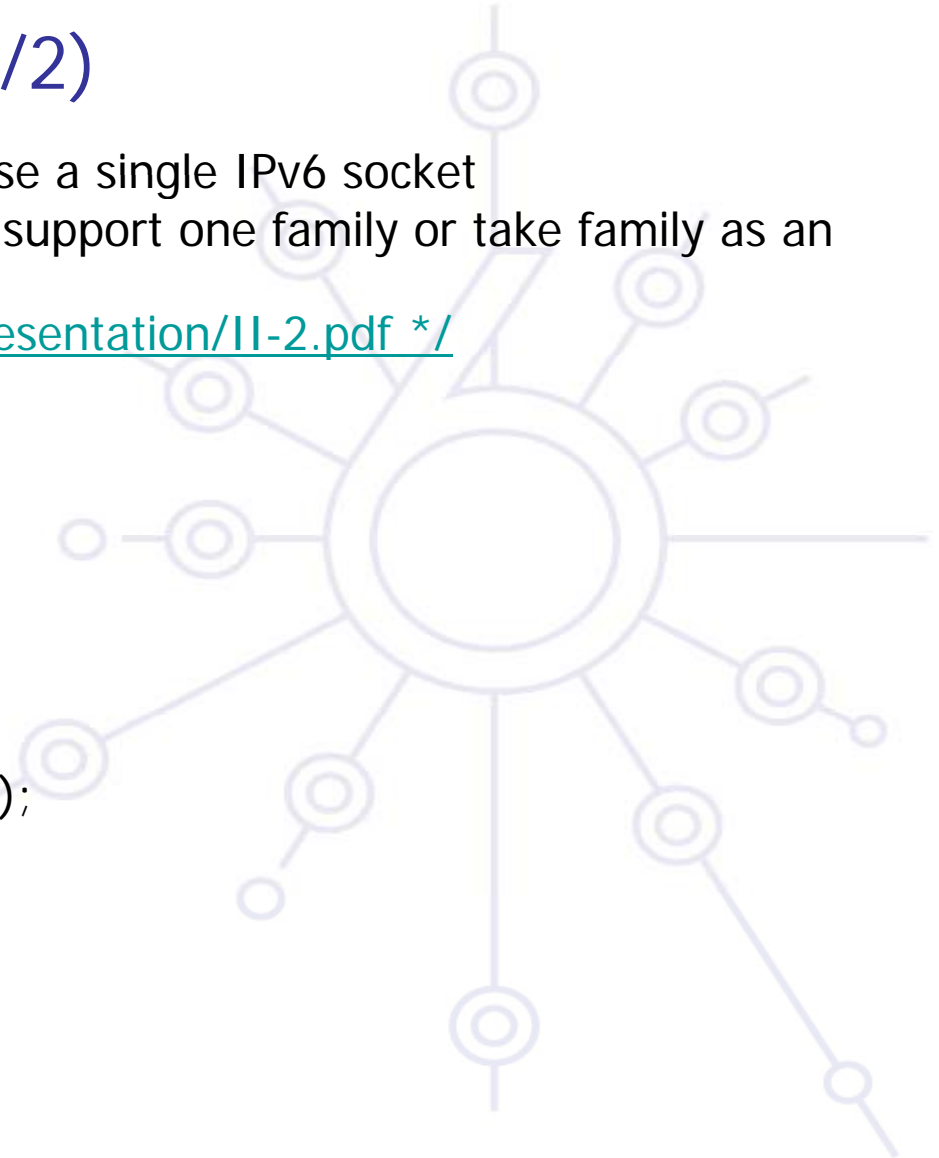 /2)
se a single IPv6 socket
support one family or take family as an
esentation/II-2.pdf */
);